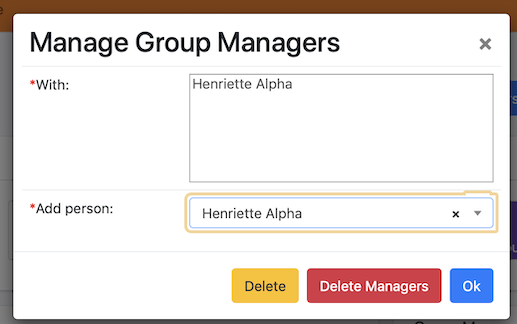 Manage Group Managers
×
*With:
Henriette Alpha
*Add person:
Henriette Alpha ×
Delete Delete Managers Ok